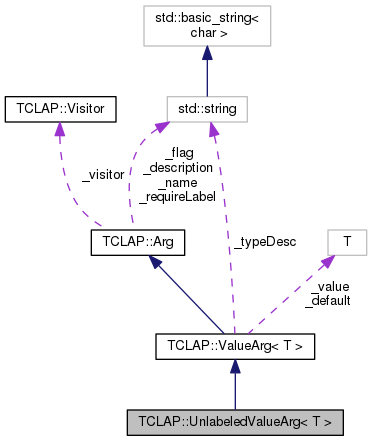 std::basic_string<
char >
TCLAP::Visitor
std::string
_visitor
_flag
_description
_name
_requireLabel
TCLAP::Arg
_typeDesc
T
_value
_default
TCLAP::ValueArg< T >
TCLAP::UnlabeledValueArg< T >